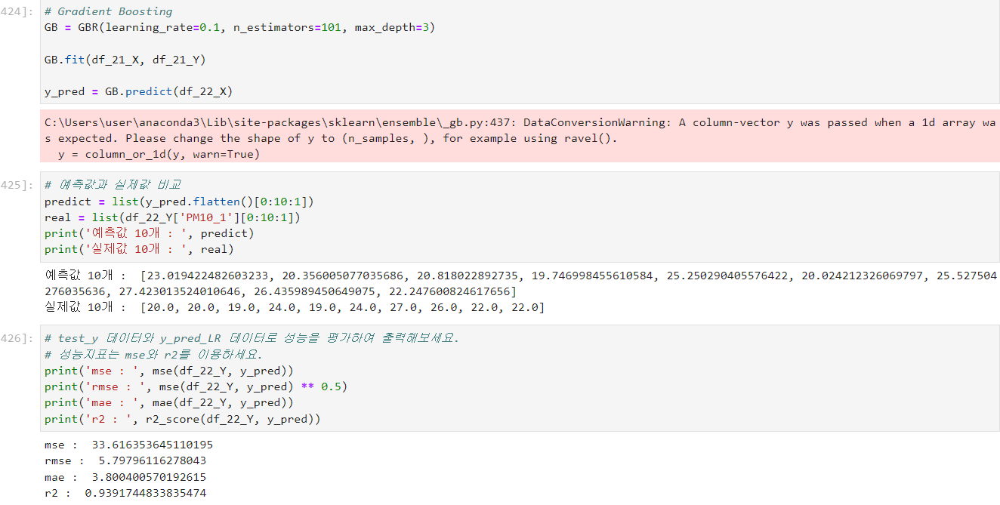 424]: # Gradient Boosting
GB = GBR(learning_rate=0.1, n_estimators=101, max_depth=3)
GB.fit(df_21_X, df_21_Y)
y_pred = GB.predict(df_22_X)
C:\Users\user\anaconda3\Lib\site-packages\sklearn\ensemble\_gb.py:437: DataConversionWarning: A column-vector y was passed when a 1d array wa
s expected. Please change the shape of y to (n_samples, ), for example using ravel().
  y = column_or_1d(y, warn=True)
425]: # 예측값과 실제값 비교
predict = list(y_pred.flatten()[0:10:1])
real = list(df_22_Y['PM10_1'][0:10:1])
print('예측값 10개 : ', predict)
print('실제값 10개 : ', real)
예측값 10개 :  [23.019422482603233, 20.356005077035686, 20.818022892735, 19.746998455610584, 25.250290405576422, 20.024212326069797, 25.527504
276035636, 27.423013524010646, 26.435989450649075, 22.247600824617656]
실제값 10개 :  [20.0, 20.0, 19.0, 24.0, 19.0, 24.0, 27.0, 26.0, 22.0, 22.0]
426]: # test_y 데이터와 y_pred_LR 데이터로 성능을 평가하여 출력해보세요.
# 성능지표는 mse와 r2를 이용하세요.
print('mse : ', mse(df_22_Y, y_pred))
print('rmse : ', mse(df_22_Y, y_pred) ** 0.5)
print('mae : ', mae(df_22_Y, y_pred))
print('r2 : ', r2_score(df_22_Y, y_pred))
mse :  33.616353645110195
rmse :  5.79796116278043
mae :  3.800400570192615
r2 :  0.9391744833835474